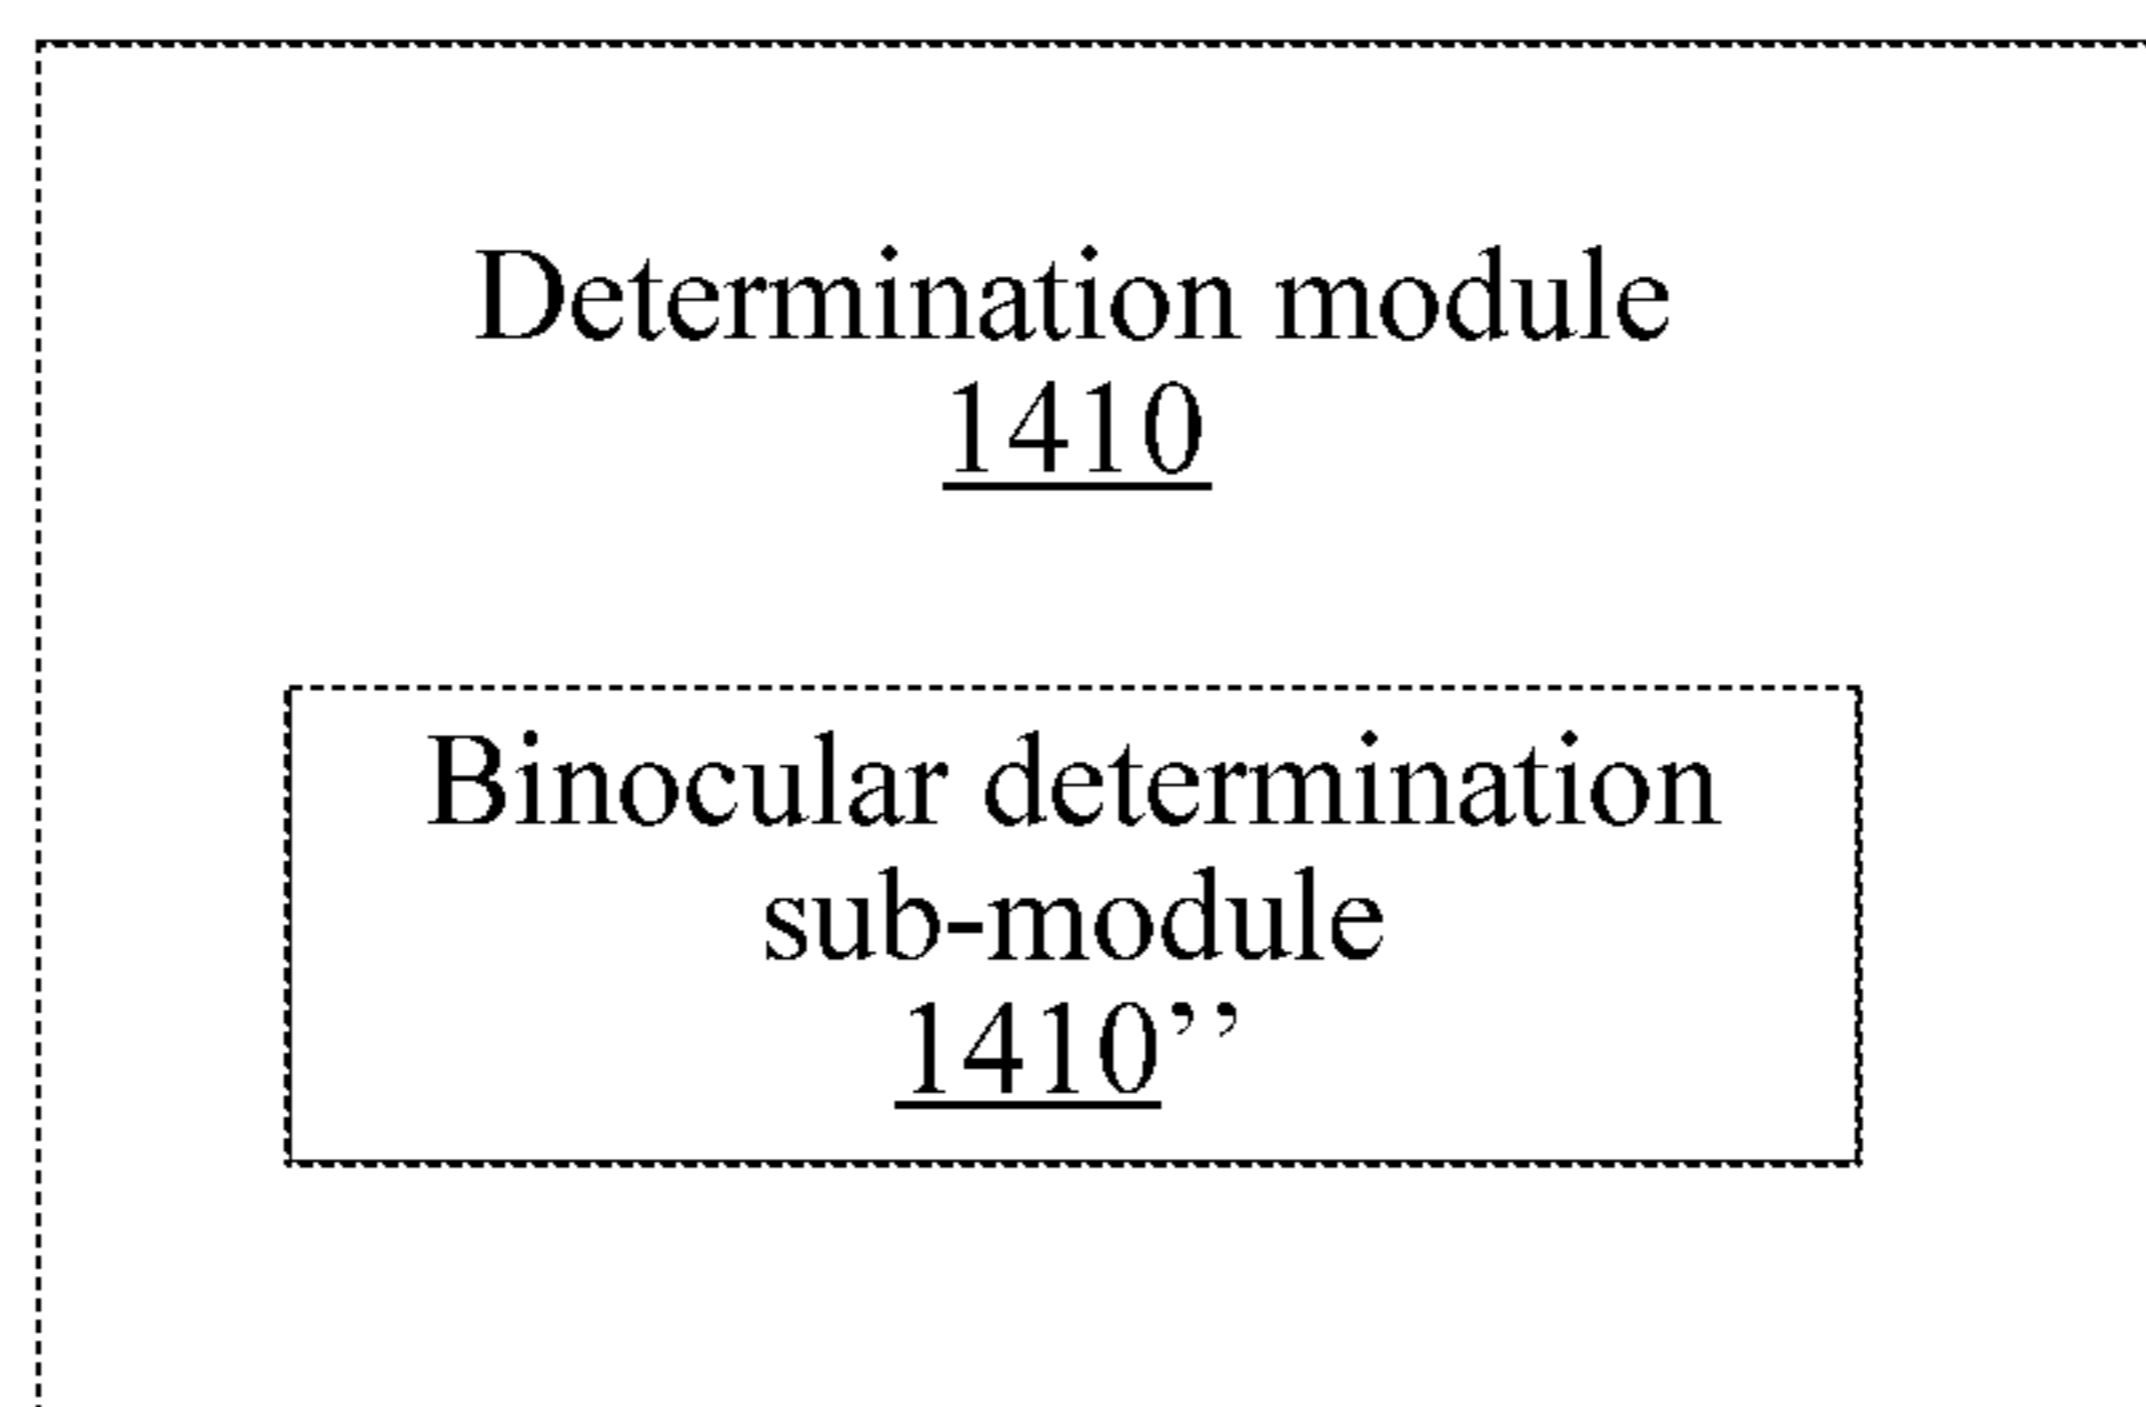 Determination module
1410
Binocular determination
sub-module
1410’’